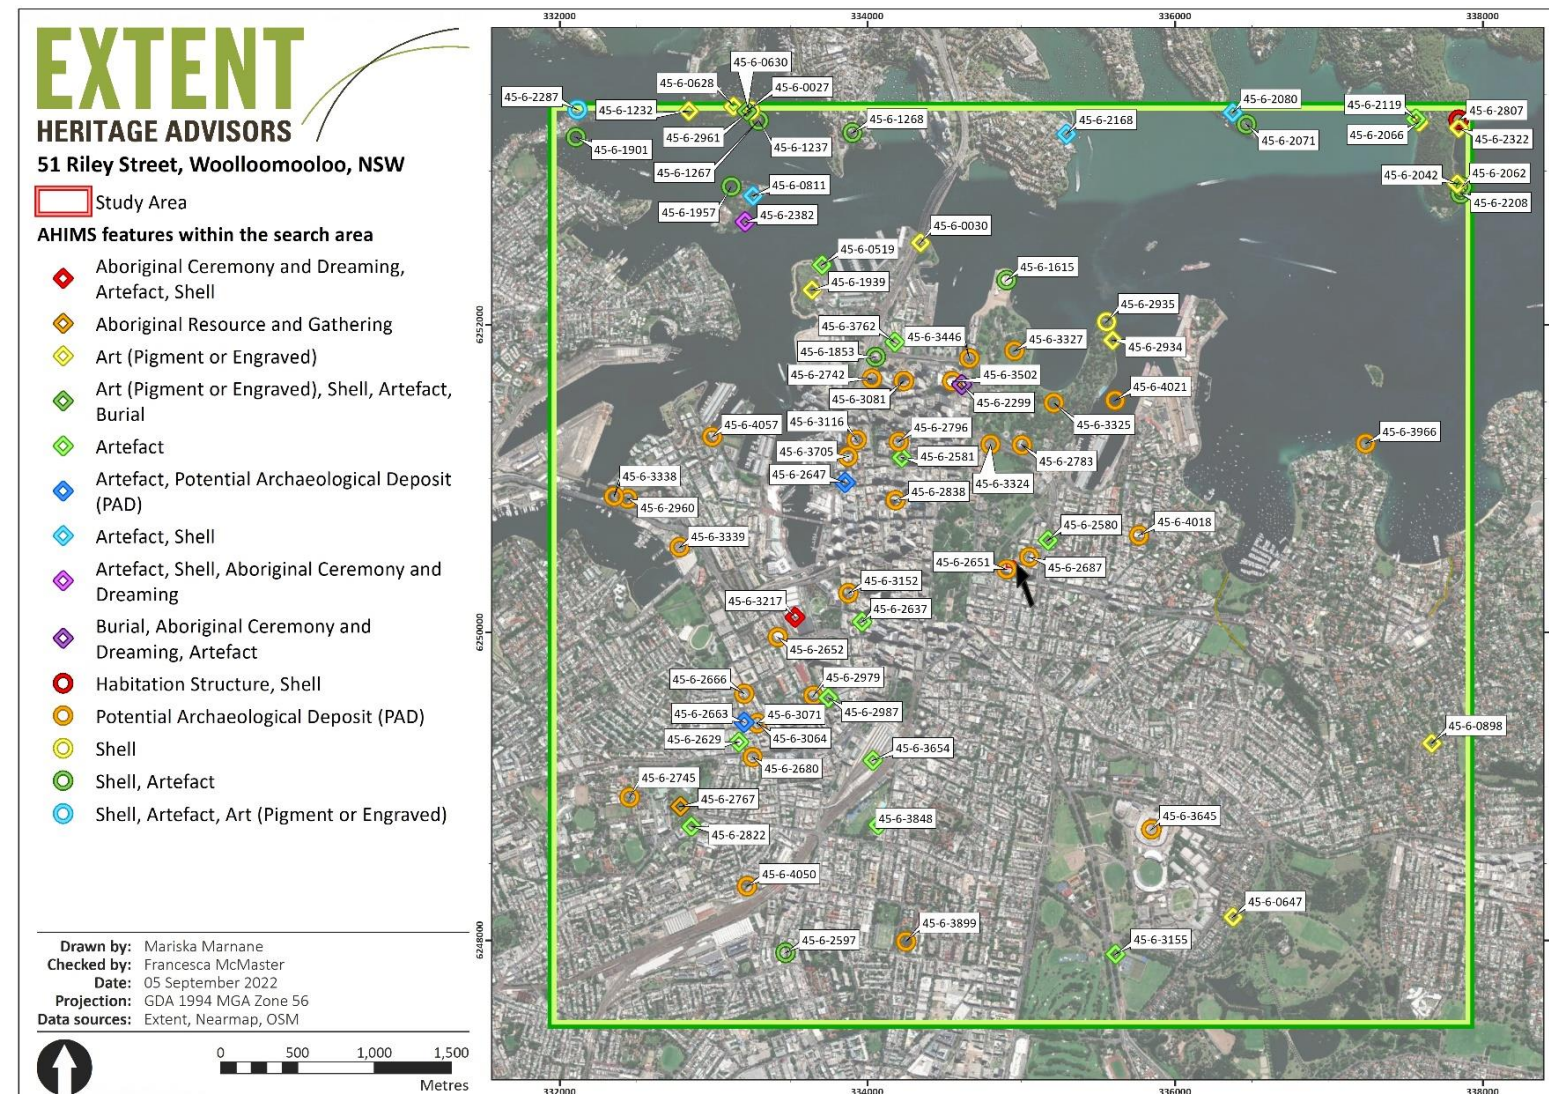 EXTENT
HERITAGE ADVISORS
51 Riley Street, Woolloomooloo, NSW
Study Area
AHIMS features within the search area
Aboriginal Ceremony and Dreaming,
Artefact, Shell
Aboriginal Resource and Gathering
Art (Pigment or Engraved)
Art (Pigment or Engraved), Shell, Artefact,
Burial
Artefact
Artefact, Potential Archaeological Deposit
(PAD)
Artefact, Shell
Artefact, Shell, Aboriginal Ceremony and
Dreaming
Burial, Aboriginal Ceremony and
Dreaming, Artefact
Habitation Structure, Shell
Potential Archaeological Deposit (PAD)
Shell
Shell, Artefact
Shell, Artefact, Art (Pigment or Engraved)
Drawn by: Mariska Marnane
Checked by: Francesca McMaster
Date: 05 September 2022
Projection: GDA 1994 MGA Zone 56
Data sources: Extent, Nearmap, OSM
0 500 1,000 1,500
Metres
332000 334000 336000 338000
45-6-0630
45-6-0628
45-6-0027
45-6-2287
45-6-1232
45-6-2961
45-6-1237
45-6-1267
45-6-1901
45-6-1268
45-6-2168
45-6-2080
45-6-2071
45-6-2119
45-6-2066
45-6-2807
45-6-2322
45-6-2042
45-6-2062
45-6-2208
45-6-0811
45-6-1957
45-6-2382
45-6-0030
45-6-0519
45-6-1939
45-6-1615
45-6-2935
45-6-2934
6252000
45-6-3762
45-6-3446
45-6-3327
45-6-1853
45-6-2742
45-6-3502
45-6-3081
45-6-2299
45-6-4021
45-6-3325
45-6-4057
45-6-3116
45-6-2796
45-6-3966
45-6-3705
45-6-2581
45-6-2783
45-6-2647
45-6-3324
45-6-3338
45-6-2838
45-6-2960
45-6-2580
45-6-4018
45-6-3339
45-6-2651
45-6-2687
45-6-3152
45-6-3217
45-6-2637
6250000
45-6-2652
45-6-2666
45-6-2979
45-6-2663
45-6-3071
45-6-2987
45-6-2629
45-6-3064
45-6-0898
45-6-3654
45-6-2680
45-6-2745
45-6-2767
45-6-3848
45-6-3645
45-6-2822
45-6-4050
45-6-0647
45-6-3899
45-6-2597
45-6-3155
6248000
332000 334000 336000 338000